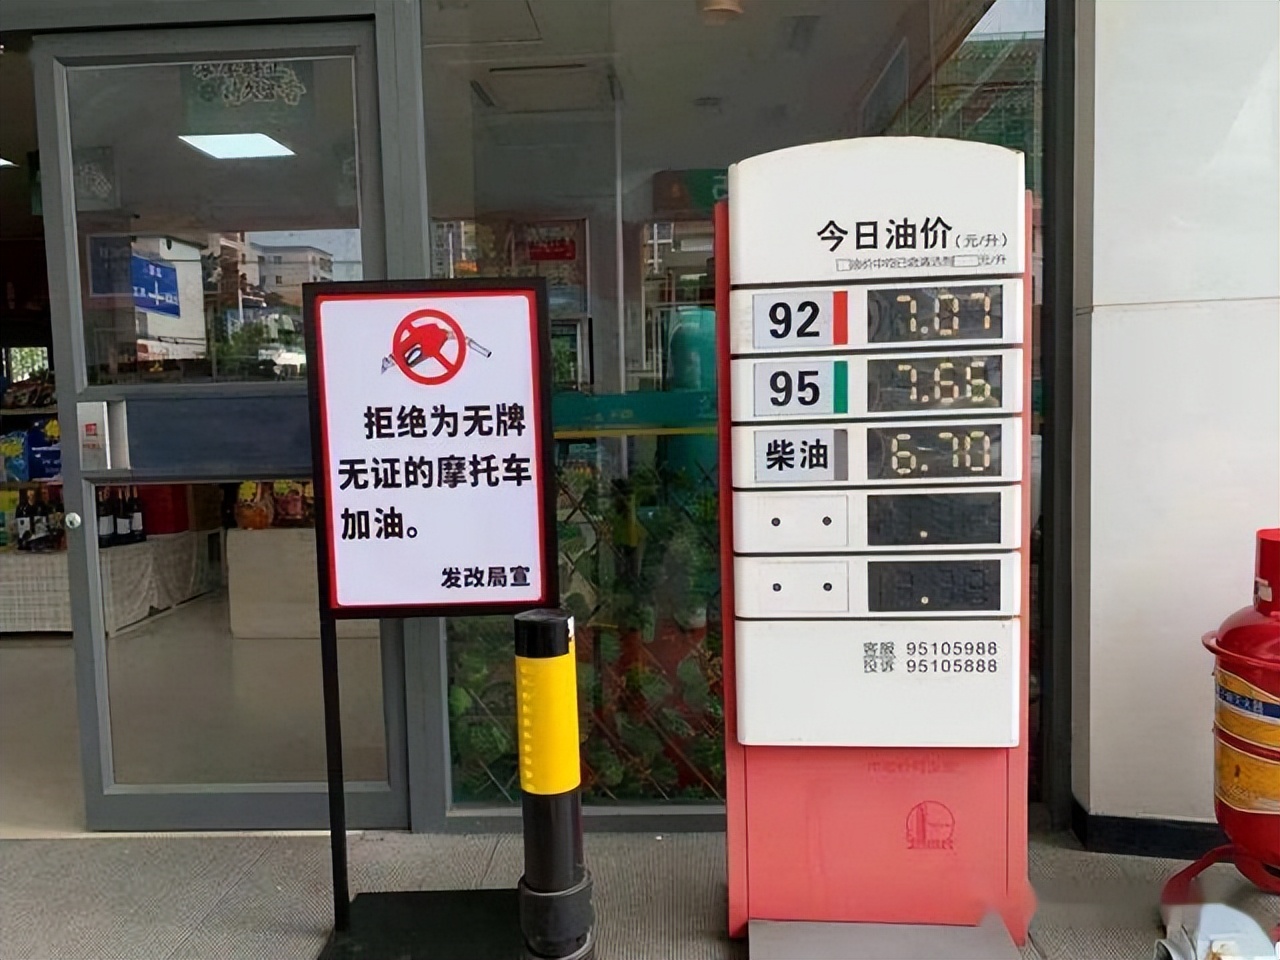 拒绝为无牌
无证的摩托车
加油。
发改局宣
今日油价(元/升)
92 7.07
95 7.66
柴油 6.70
客服 95105988
投诉 95105888